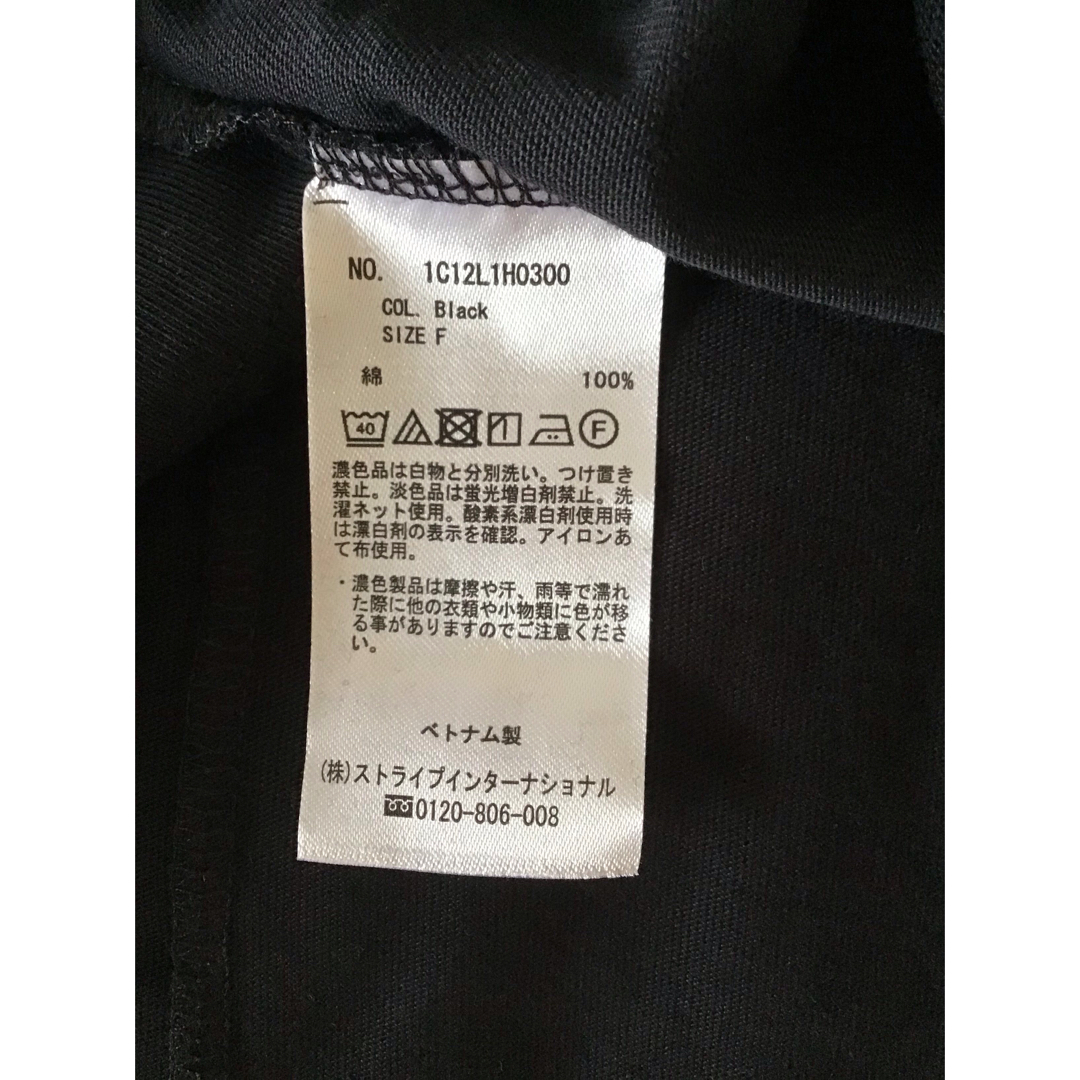 NO. 1C12L1H0300
COL. Black
SIZE F
綿 100%
40 F
濃色品は白物と分別洗い。つけ置き
禁止。淡色品は蛍光増白剤禁止。洗
濯ネット使用。酸素系漂白剤使用時
は漂白剤の表示を確認。アイロンあ
て布使用。
・濃色製品は摩擦や汗、雨等で濡れ
た際に他の衣類や小物類に色が移
る事がありますのでご注意くださ
い。
ベトナム製
(株)ストライプインターナショナル
0120-806-008